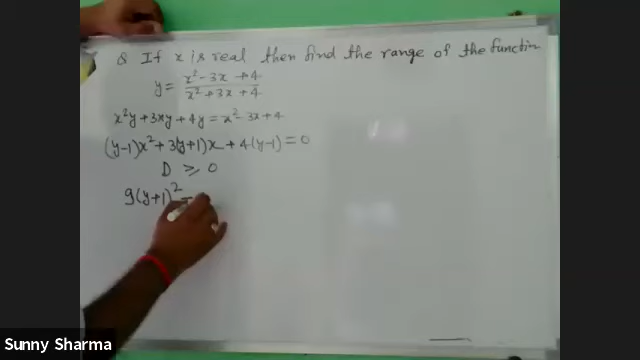 Q If x is real then find the range of the function
y = x² - 3x + 4 / x² + 3x + 4
x²y + 3xy + 4y = x² - 3x + 4
(y-1)x² + 3(y+1)x + 4(y-1) = 0
D ≥ 0
9(y+1)² -
Sunny Sharma